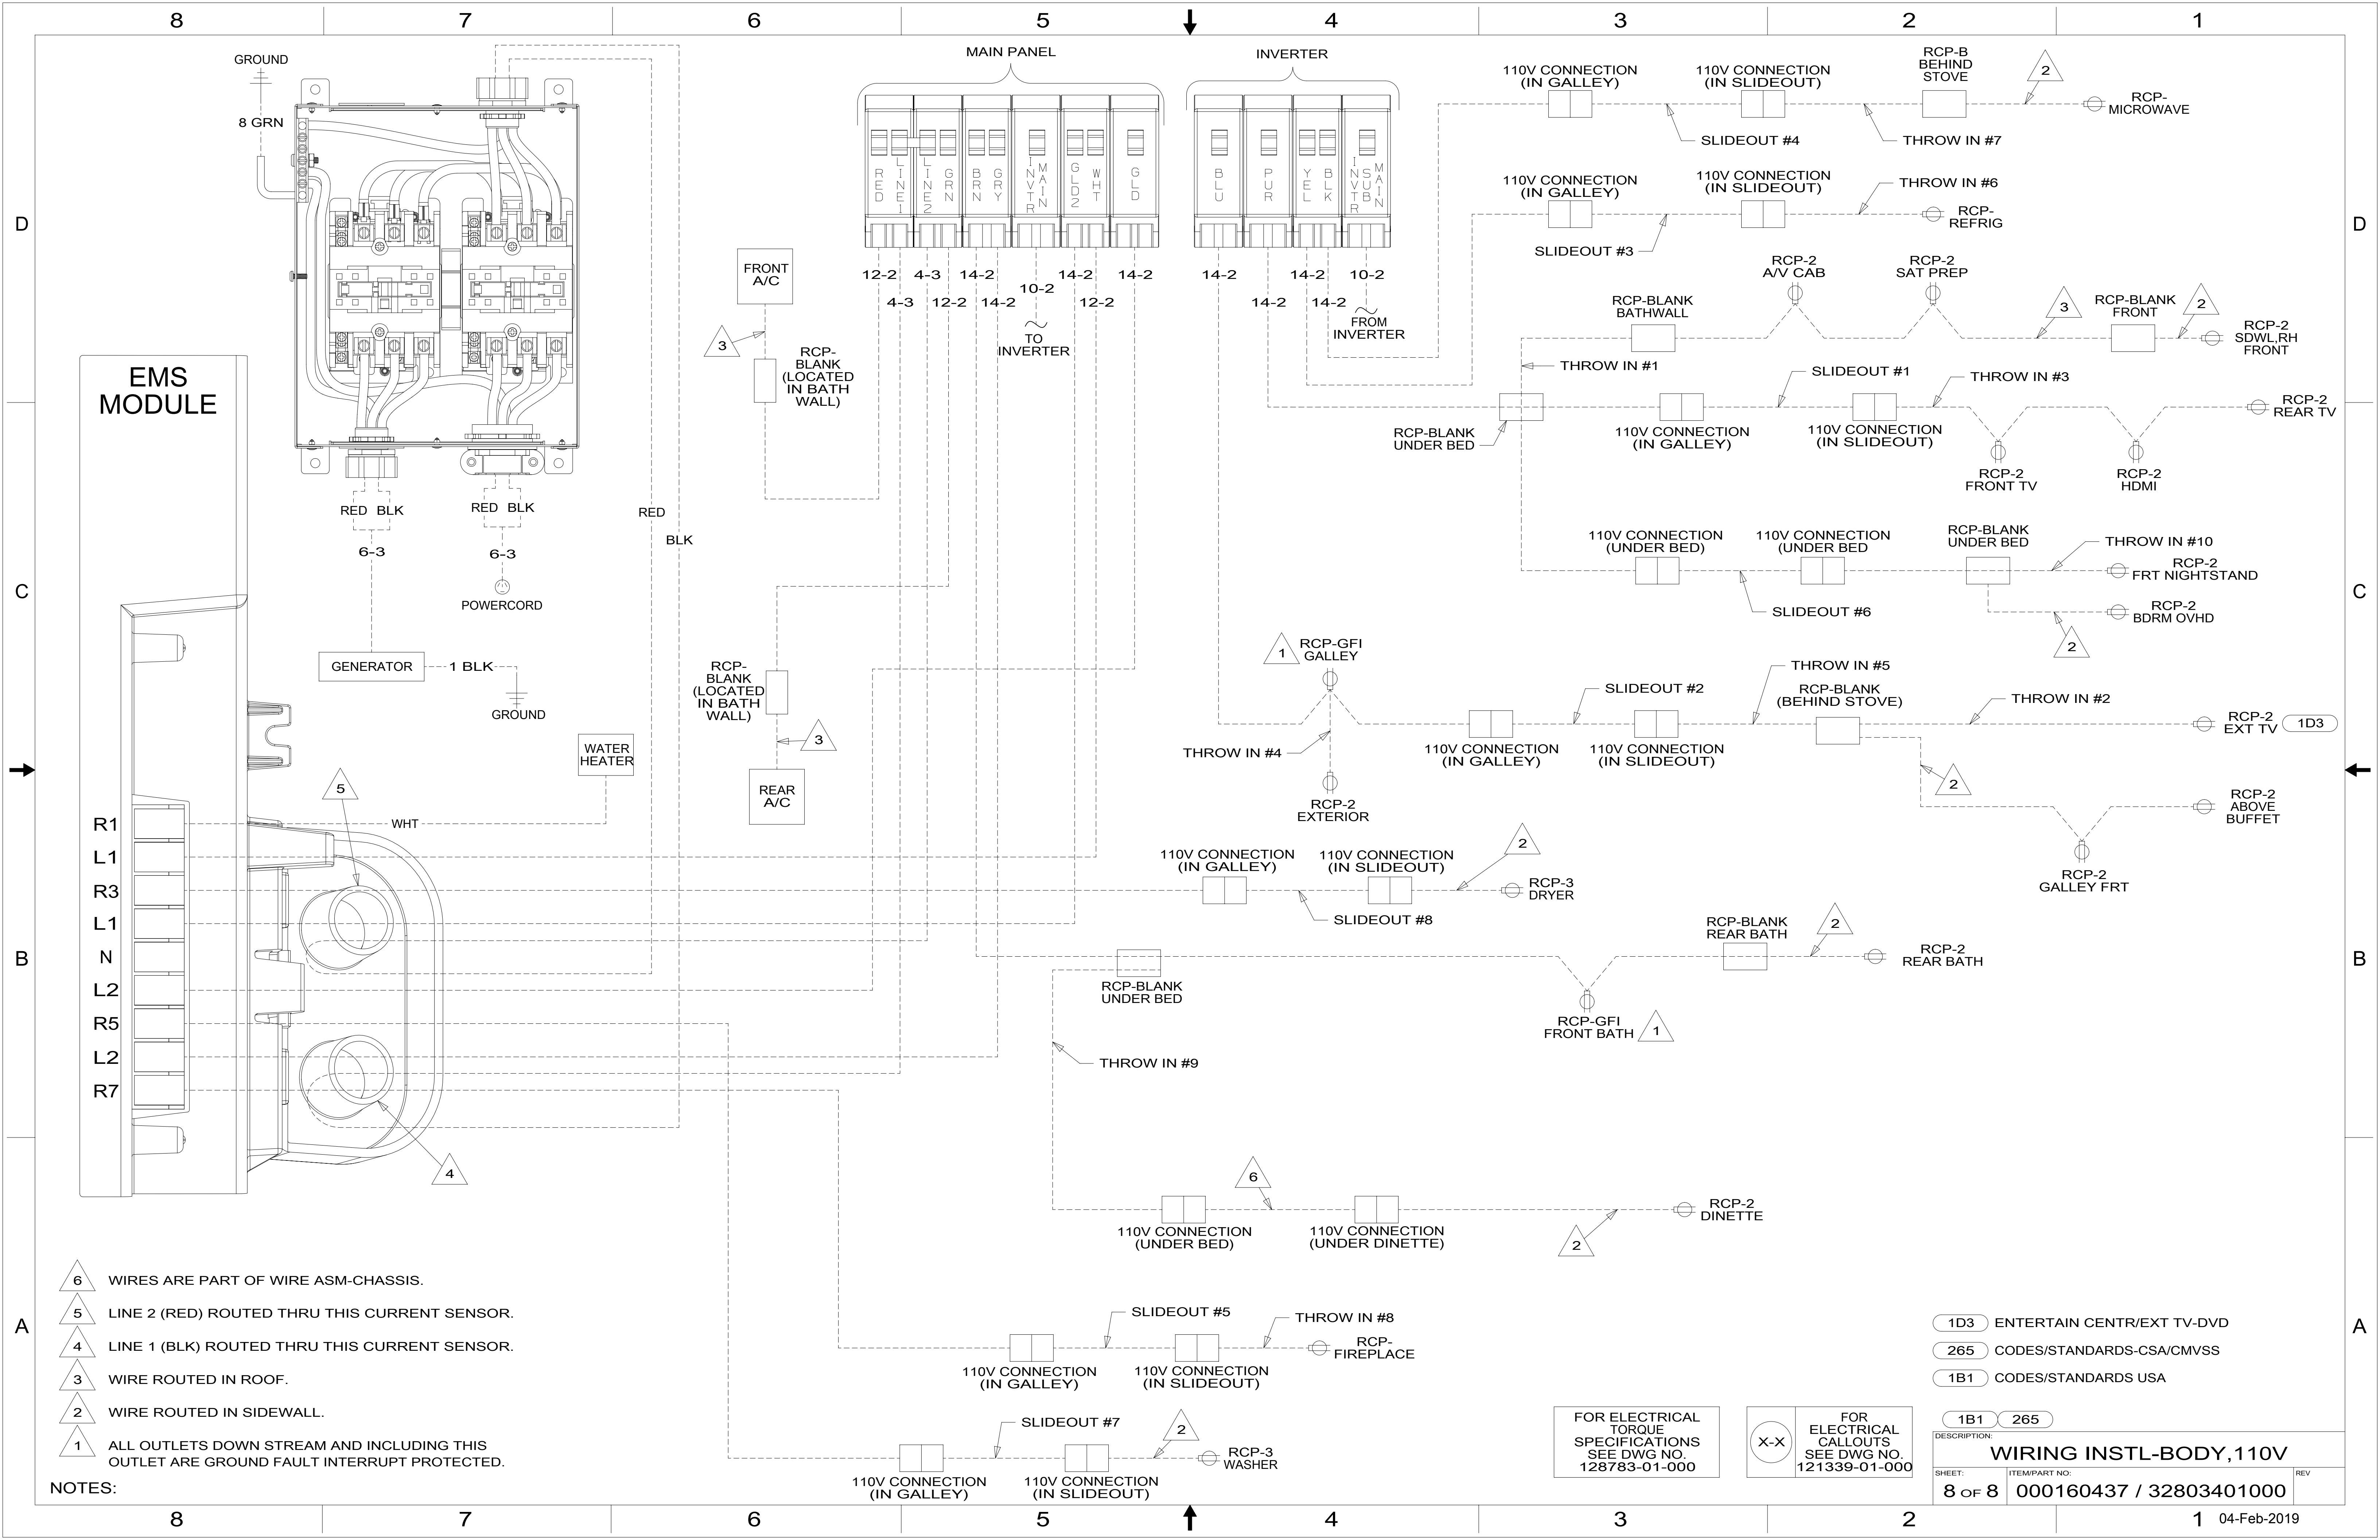 8 7 6 5 4 3 2 1
D
C
B
A
GROUND
8 GRN
EMS
MODULE
RED BLK
6-3
RED BLK
6-3
POWERCORD
GENERATOR
1 BLK
GROUND
RED
BLK
WATER
HEATER
WHT
R1
L1
R3
L1
N
L2
R5
L2
R7
5
4
FRONT
A/C
3
RCP-
BLANK
(LOCATED
IN BATH
WALL)
RCP-
BLANK
(LOCATED
IN BATH
WALL)
3
REAR
A/C
MAIN PANEL
RED
LINE1
LINE2
GRN
BRN
GRY
INVTR
MAIN
GLD2
WHT
GLD
12-2
4-3
4-3
12-2
14-2
14-2
10-2
TO
INVERTER
14-2
12-2
14-2
INVERTER
BLU
PUR
YEL
BLK
INVTR
SUB
MAIN
14-2
14-2
14-2
14-2
10-2
FROM
INVERTER
110V CONNECTION
(IN GALLEY)
SLIDEOUT #4
110V CONNECTION
(IN SLIDEOUT)
THROW IN #7
RCP-B
BEHIND
STOVE
2
RCP-
MICROWAVE
110V CONNECTION
(IN GALLEY)
SLIDEOUT #3
110V CONNECTION
(IN SLIDEOUT)
THROW IN #6
RCP-
REFRIG
RCP-BLANK
BATHWALL
RCP-2
A/V CAB
RCP-2
SAT PREP
3
RCP-BLANK
FRONT
2
RCP-2
SDWL,RH
FRONT
THROW IN #1
RCP-BLANK
UNDER BED
110V CONNECTION
(IN GALLEY)
SLIDEOUT #1
110V CONNECTION
(IN SLIDEOUT)
THROW IN #3
RCP-2
FRONT TV
RCP-2
HDMI
RCP-2
REAR TV
110V CONNECTION
(UNDER BED)
SLIDEOUT #6
110V CONNECTION
(UNDER BED
RCP-BLANK
UNDER BED
THROW IN #10
RCP-2
FRT NIGHTSTAND
RCP-2
BDRM OVHD
2
1
RCP-GFI
GALLEY
THROW IN #4
RCP-2
EXTERIOR
110V CONNECTION
(IN GALLEY)
SLIDEOUT #2
110V CONNECTION
(IN SLIDEOUT)
THROW IN #5
RCP-BLANK
(BEHIND STOVE)
THROW IN #2
RCP-2
EXT TV
1D3
2
RCP-2
ABOVE
BUFFET
RCP-2
GALLEY FRT
110V CONNECTION
(IN GALLEY)
SLIDEOUT #8
110V CONNECTION
(IN SLIDEOUT)
2
RCP-3
DRYER
RCP-BLANK
UNDER BED
THROW IN #9
RCP-GFI
FRONT BATH
1
RCP-BLANK
REAR BATH
2
RCP-2
REAR BATH
110V CONNECTION
(UNDER BED)
6
110V CONNECTION
(UNDER DINETTE)
2
RCP-2
DINETTE
110V CONNECTION
(IN GALLEY)
SLIDEOUT #5
110V CONNECTION
(IN SLIDEOUT)
THROW IN #8
RCP-
FIREPLACE
110V CONNECTION
(IN GALLEY)
SLIDEOUT #7
110V CONNECTION
(IN SLIDEOUT)
2
RCP-3
WASHER
6 WIRES ARE PART OF WIRE ASM-CHASSIS.
5 LINE 2 (RED) ROUTED THRU THIS CURRENT SENSOR.
4 LINE 1 (BLK) ROUTED THRU THIS CURRENT SENSOR.
3 WIRE ROUTED IN ROOF.
2 WIRE ROUTED IN SIDEWALL.
1 ALL OUTLETS DOWN STREAM AND INCLUDING THIS
OUTLET ARE GROUND FAULT INTERRUPT PROTECTED.
NOTES:
FOR ELECTRICAL
TORQUE
SPECIFICATIONS
SEE DWG NO.
128783-01-000
X-X
FOR
ELECTRICAL
CALLOUTS
SEE DWG NO.
121339-01-000
1D3 ENTERTAIN CENTR/EXT TV-DVD
265 CODES/STANDARDS-CSA/CMVSS
1B1 CODES/STANDARDS USA
1B1 265
DESCRIPTION:
WIRING INSTL-BODY,110V
SHEET:
8 OF 8
ITEM/PART NO:
000160437 / 32803401000
REV
D
C
B
A
8 7 6 5 4 3 2 1
04-Feb-2019